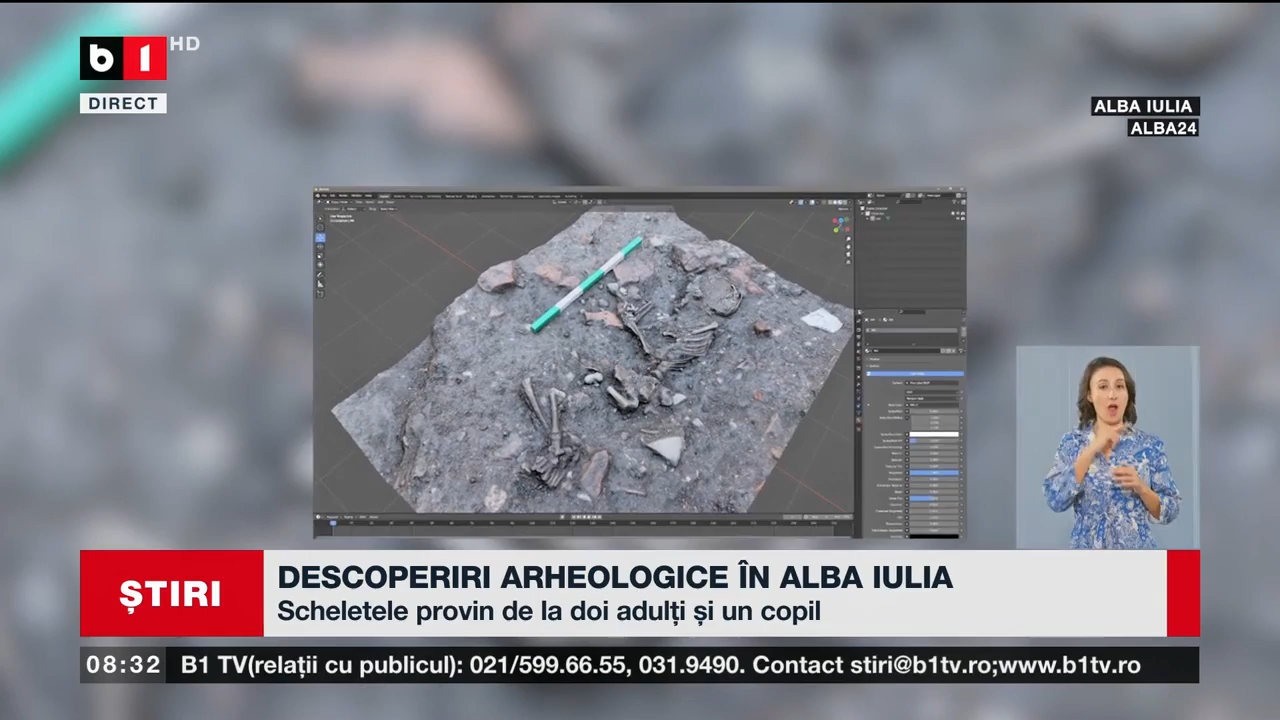 b1 HD
DIRECT
ALBA IULIA
ALBA24
ȘTIRI
DESCOPERIRI ARHEOLOGICE ÎN ALBA IULIA
Scheletele provin de la doi adulți și un copil
08:32 B1 TV(relații cu publicul): 021/599.66.55, 031.9490. Contact stiri@b1tv.ro;www.b1tv.ro